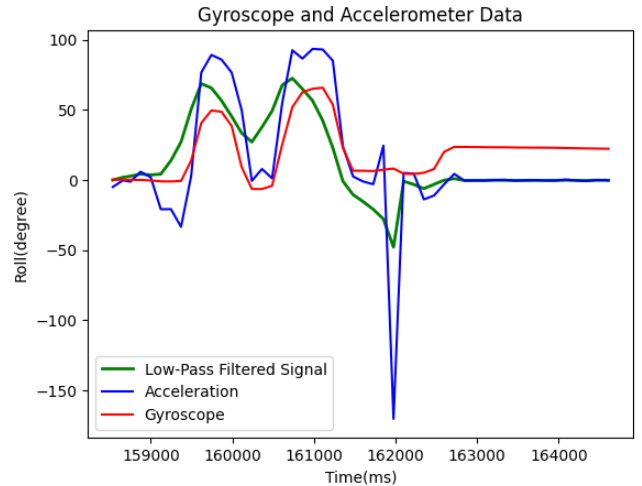 Gyroscope and Accelerometer Data
Roll(degree)
100
50
0
−50
−100
−150
Low-Pass Filtered Signal
Acceleration
Gyroscope
159000 160000 161000 162000 163000 164000
Time(ms)